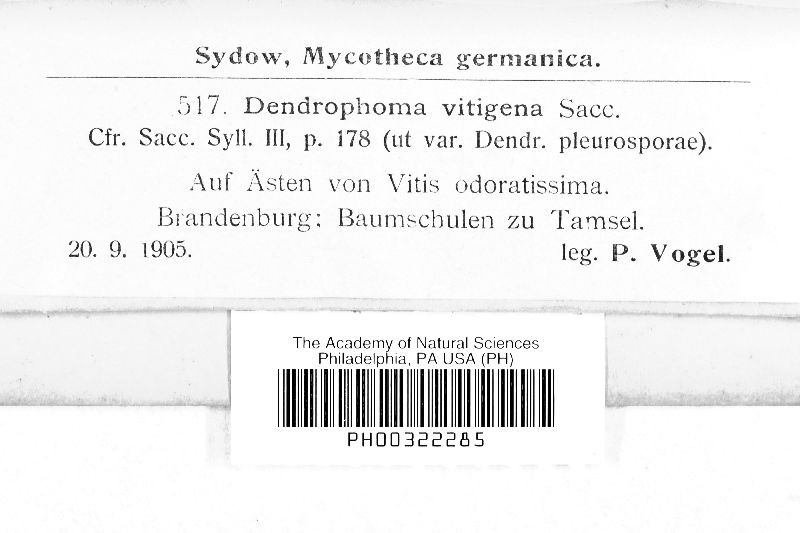 Sydow, Mycotheca germanica.
517. Dendrophoma vitigena Sacc.
Cfr. Sacc. Syll. III, p. 178 (ut var. Dendr. pleurosporae).
Auf Ästen von Vitis odoratissima.
Brandenburg: Baumschulen zu Tamsel.
20. 9. 1905. leg. P. Vogel.
The Academy of Natural Sciences
Philadelphia, PA USA (PH)
PH00322285